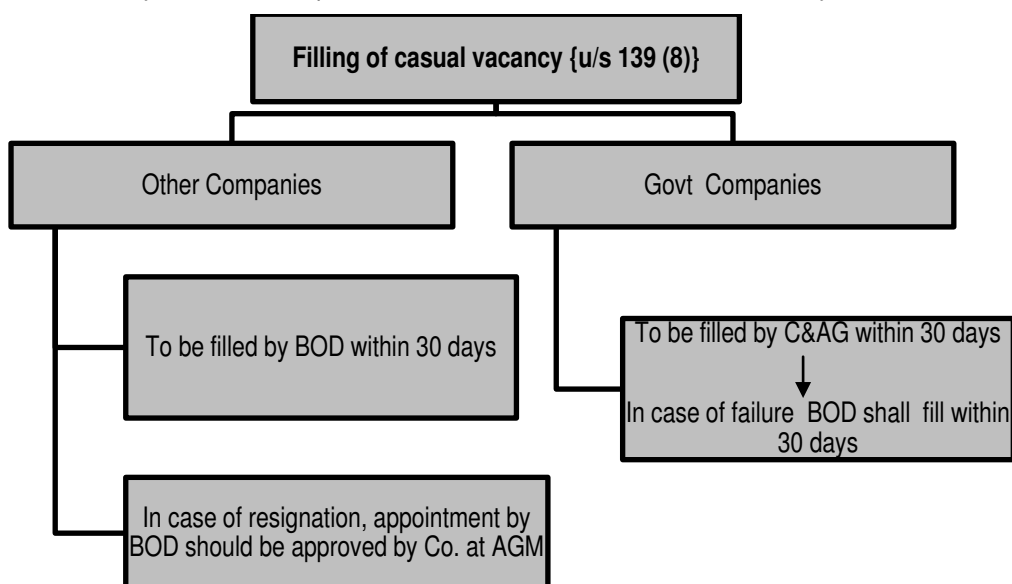 Filling of casual vacancy {u/s 139 (8)}
Other Companies
Govt Companies
To be filled by BOD within 30 days
To be filled by C&AG within 30 days
In case of failure BOD shall fill within
30 days
In case of resignation, appointment by
BOD should be approved by Co. at AGM